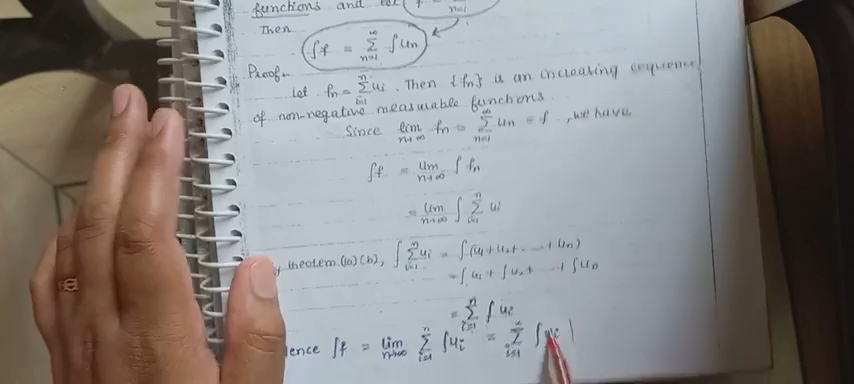 functions and let f = Σ n=1
Then
∫f = Σ_{n=1}^{∞} ∫un
Proof-
Let fn = Σ_{i=1}^{n} ui . Then {fn} is an increasing sequence
of non-negative measurable functions.
Since lim_{n→∞} fn = Σ_{n=1}^{∞} un = f , we have
∫f = lim_{n→∞} ∫ fn
= lim_{n→∞} ∫ Σ_{i=1}^{n} ui
theorem (10)(b), ∫ Σ_{i=1}^{n} ui = ∫(u1+u2+...+un)
= ∫u1 + ∫u2 + ... + ∫un
= Σ_{i=1}^{n} ∫ui
∫f = lim_{n→∞} Σ_{i=1}^{n} ∫ui = Σ_{i=1}^{∞} ∫ui